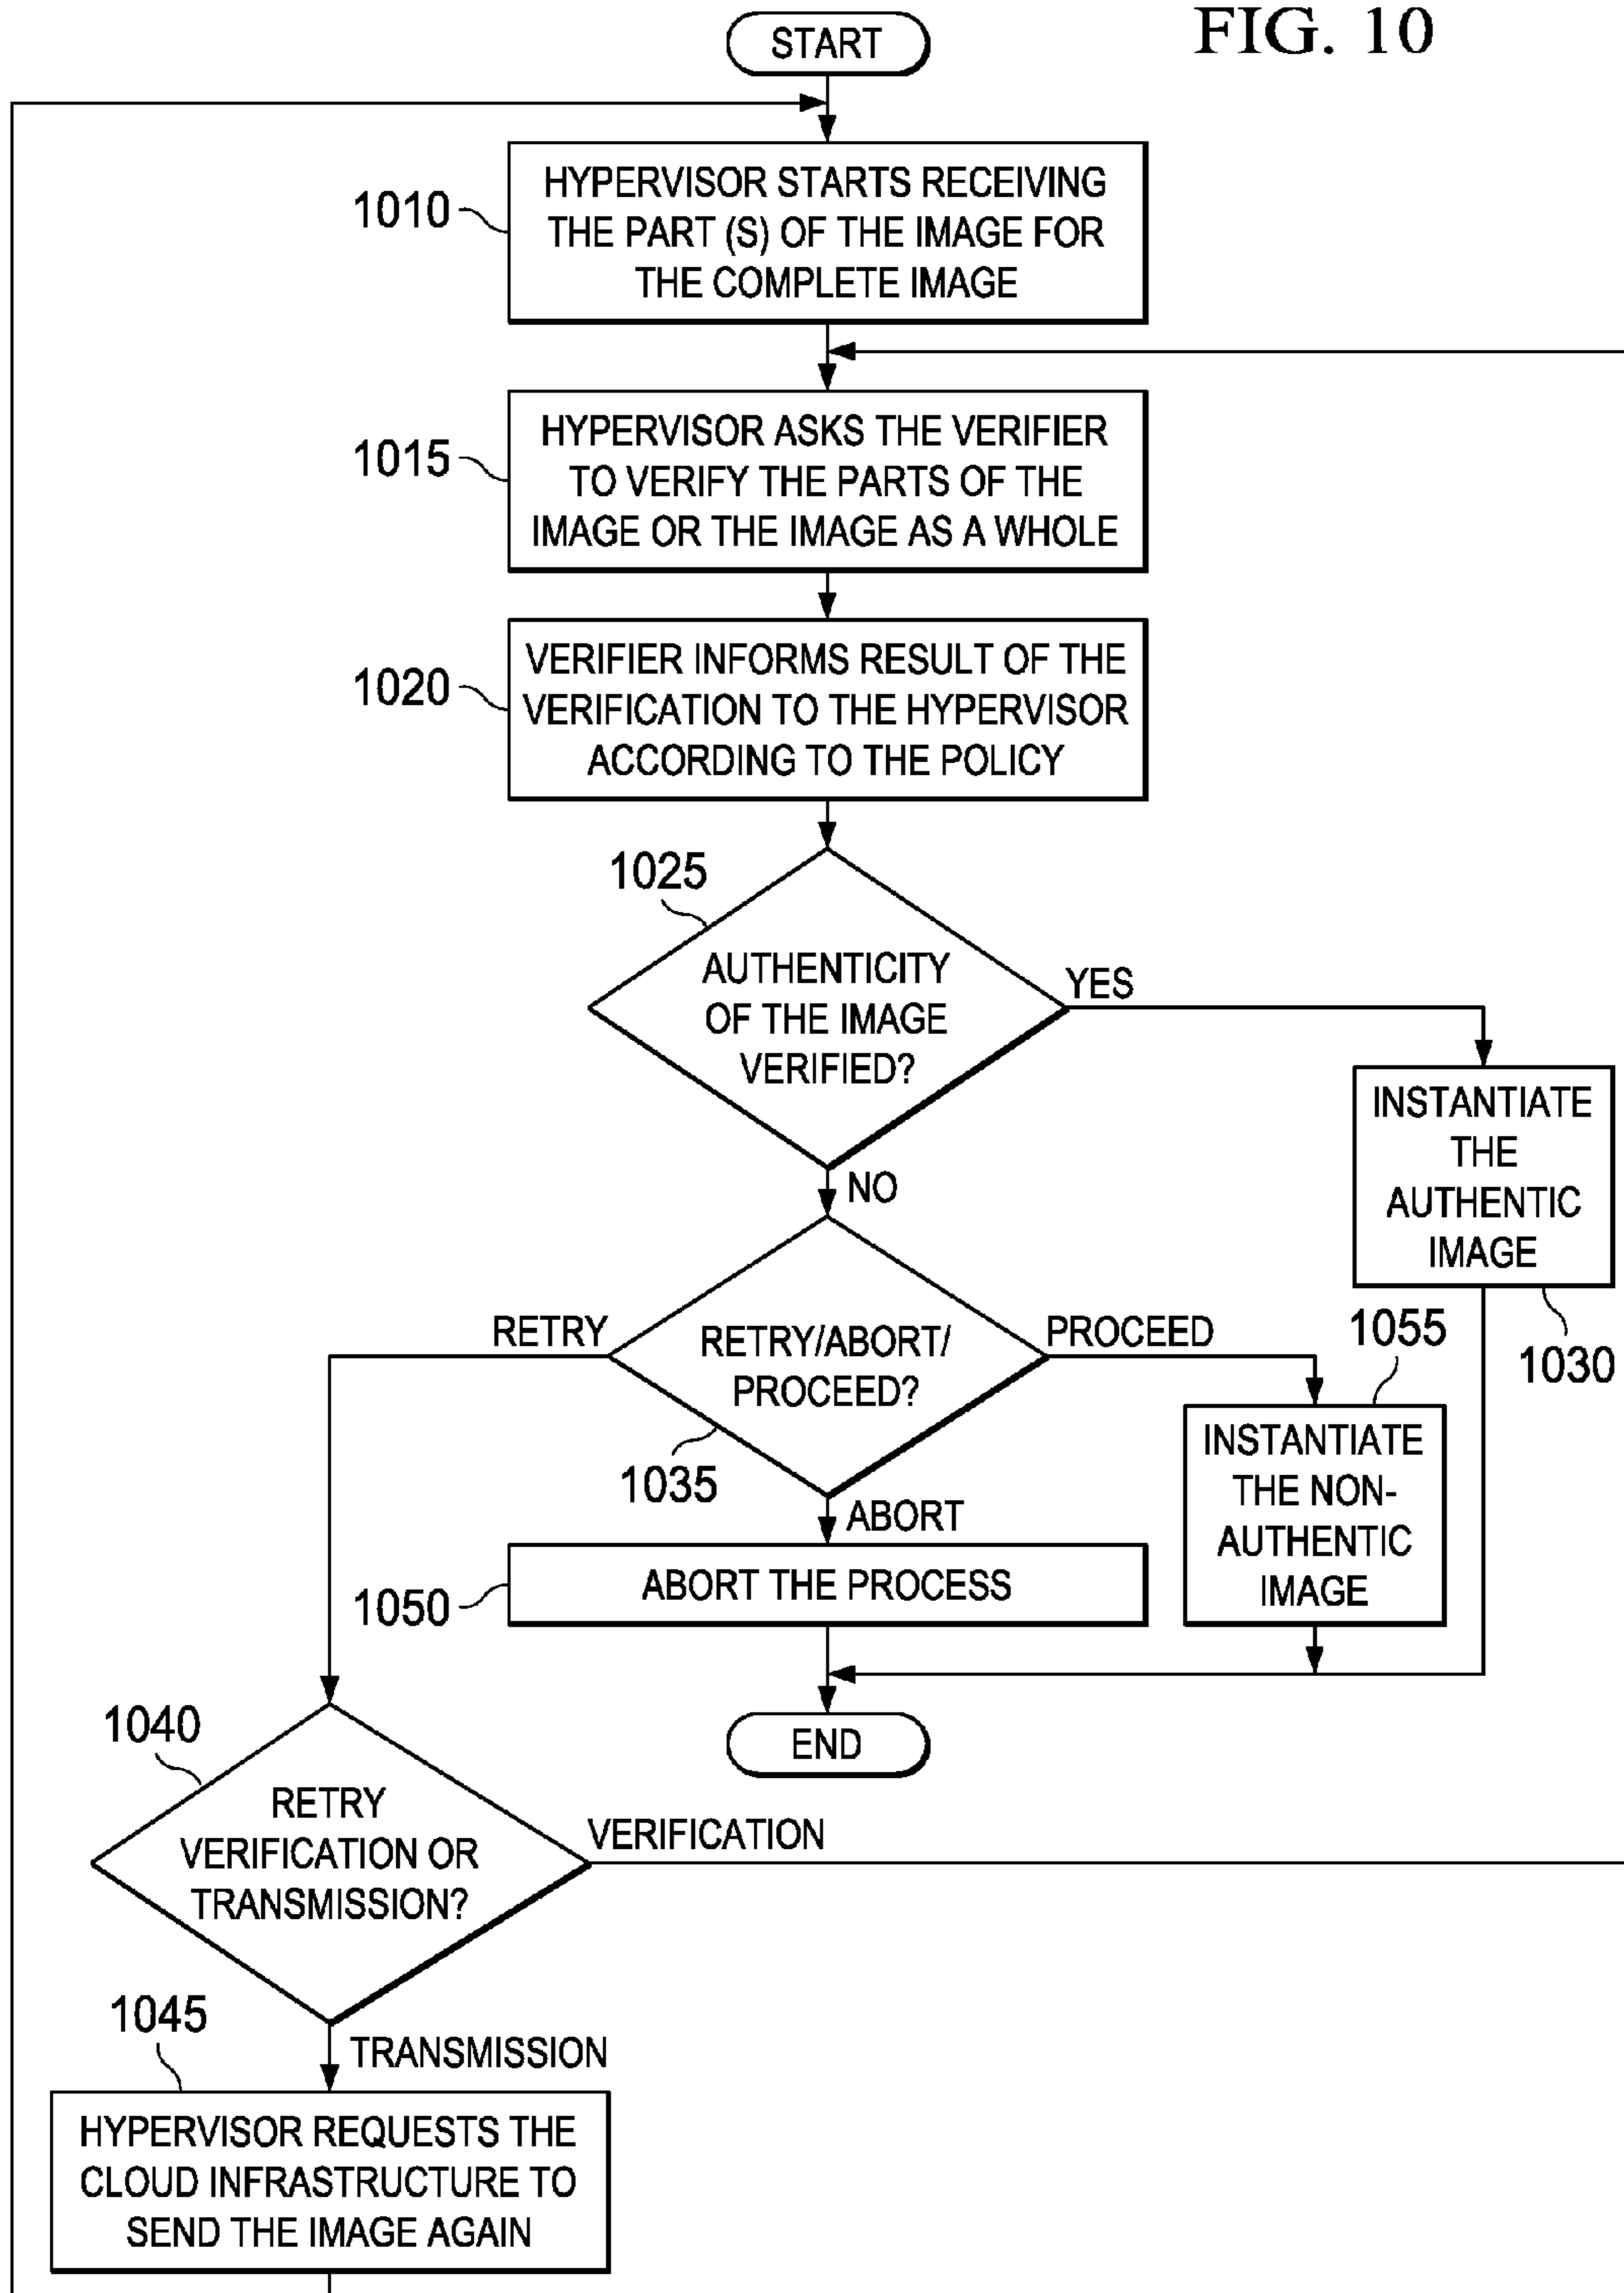 FIG. 10
START
1010
HYPERVISOR STARTS RECEIVING
THE PART (S) OF THE IMAGE FOR
THE COMPLETE IMAGE
1015
HYPERVISOR ASKS THE VERIFIER
TO VERIFY THE PARTS OF THE
IMAGE OR THE IMAGE AS A WHOLE
1020
VERIFIER INFORMS RESULT OF THE
VERIFICATION TO THE HYPERVISOR
ACCORDING TO THE POLICY
1025
AUTHENTICITY
OF THE IMAGE
VERIFIED?
YES
NO
INSTANTIATE
THE
AUTHENTIC
IMAGE
1030
RETRY
RETRY/ABORT/
PROCEED?
PROCEED
1035
ABORT
1055
INSTANTIATE
THE NON-
AUTHENTIC
IMAGE
1050
ABORT THE PROCESS
END
1040
RETRY
VERIFICATION OR
TRANSMISSION?
VERIFICATION
TRANSMISSION
1045
HYPERVISOR REQUESTS THE
CLOUD INFRASTRUCTURE TO
SEND THE IMAGE AGAIN